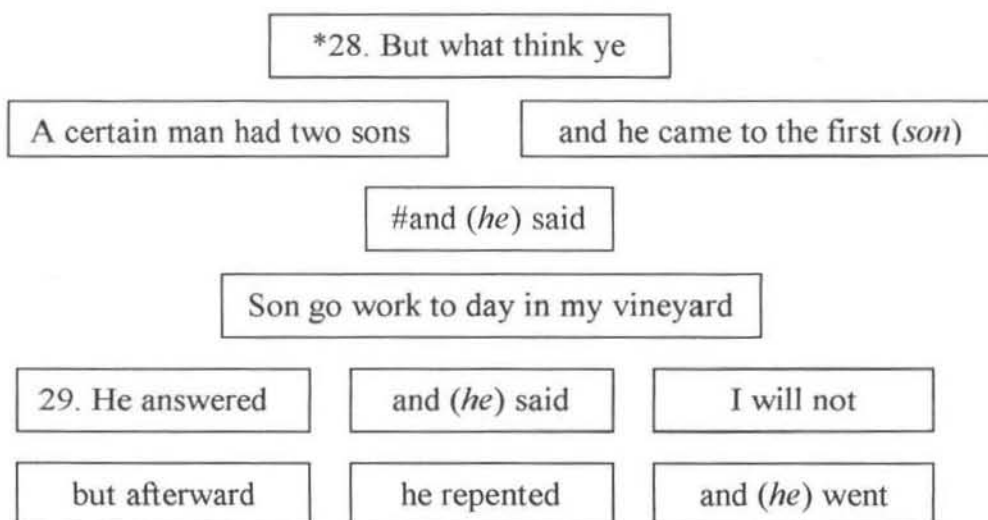 *28. But what think ye
A certain man had two sons and he came to the first (son)
#and (he) said
Son go work to day in my vineyard
29. He answered and (he) said I will not
but afterward he repented and (he) went